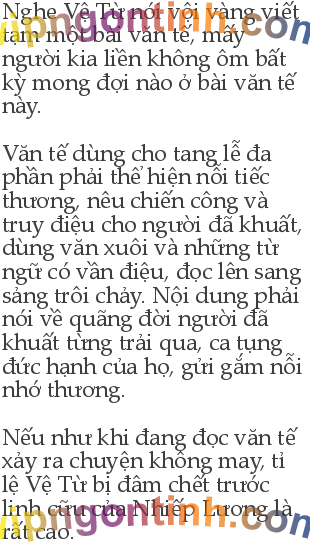 Nghe Vệ Từ nói vội vàng viết
tạm một bài văn tế, mấy
người kia liền không ôm bất
kỳ mong đợi nào ở bài văn tế
này.
Văn tế dùng cho tang lễ đa
phần phải thể hiện nỗi tiếc
thương, nêu chiến công và
truy điệu cho người đã khuất,
dùng văn xuôi và những từ
ngữ có vần điệu, đọc lên sang
sảng trôi chảy. Nội dung phải
nói về quãng đời người đã
khuất từng trải qua, ca tụng
đức hạnh của họ, gửi gắm nỗi
nhớ thương.
Nếu như khi đang đọc văn tế
xảy ra chuyện không may, tỉ
lệ Vệ Từ bị đâm chết trước
linh cữu của Nhiếp Lương là
rất cao.
vipngontinh.com
vipngontinh.com